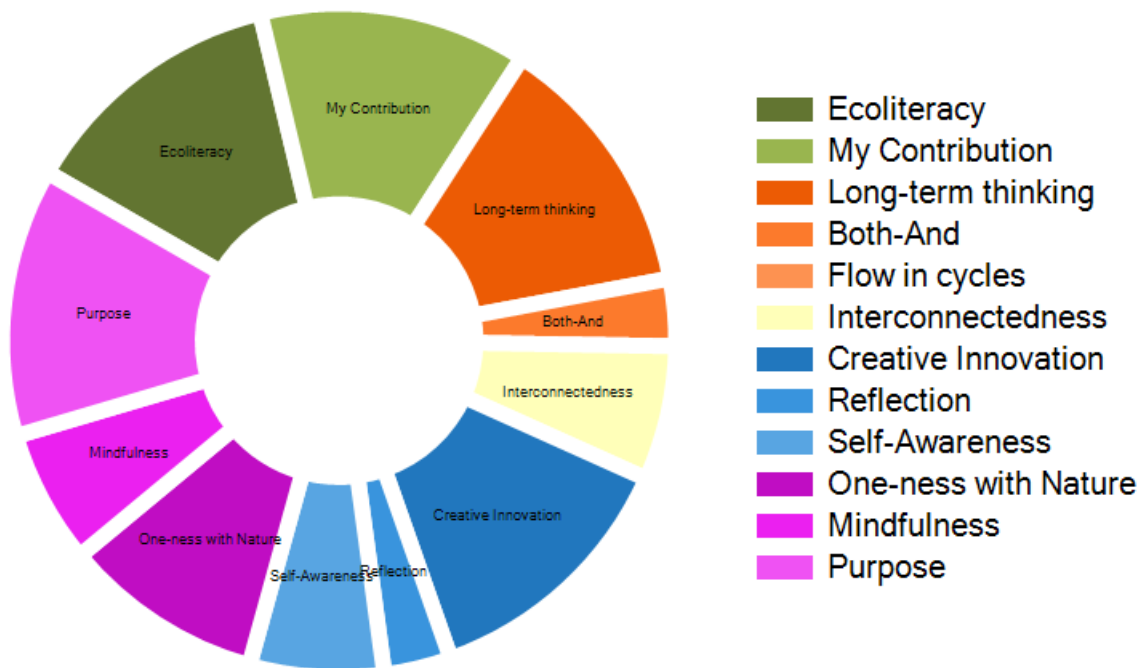 My Contribution
Ecoliteracy
Long-term thinking
Purpose
Both-And
Interconnectedness
Mindfulness
Creative Innovation
One-ness with Nature
Reflection
Self-Awareness
Ecoliteracy
My Contribution
Long-term thinking
Both-And
Flow in cycles
Interconnectedness
Creative Innovation
Reflection
Self-Awareness
One-ness with Nature
Mindfulness
Purpose